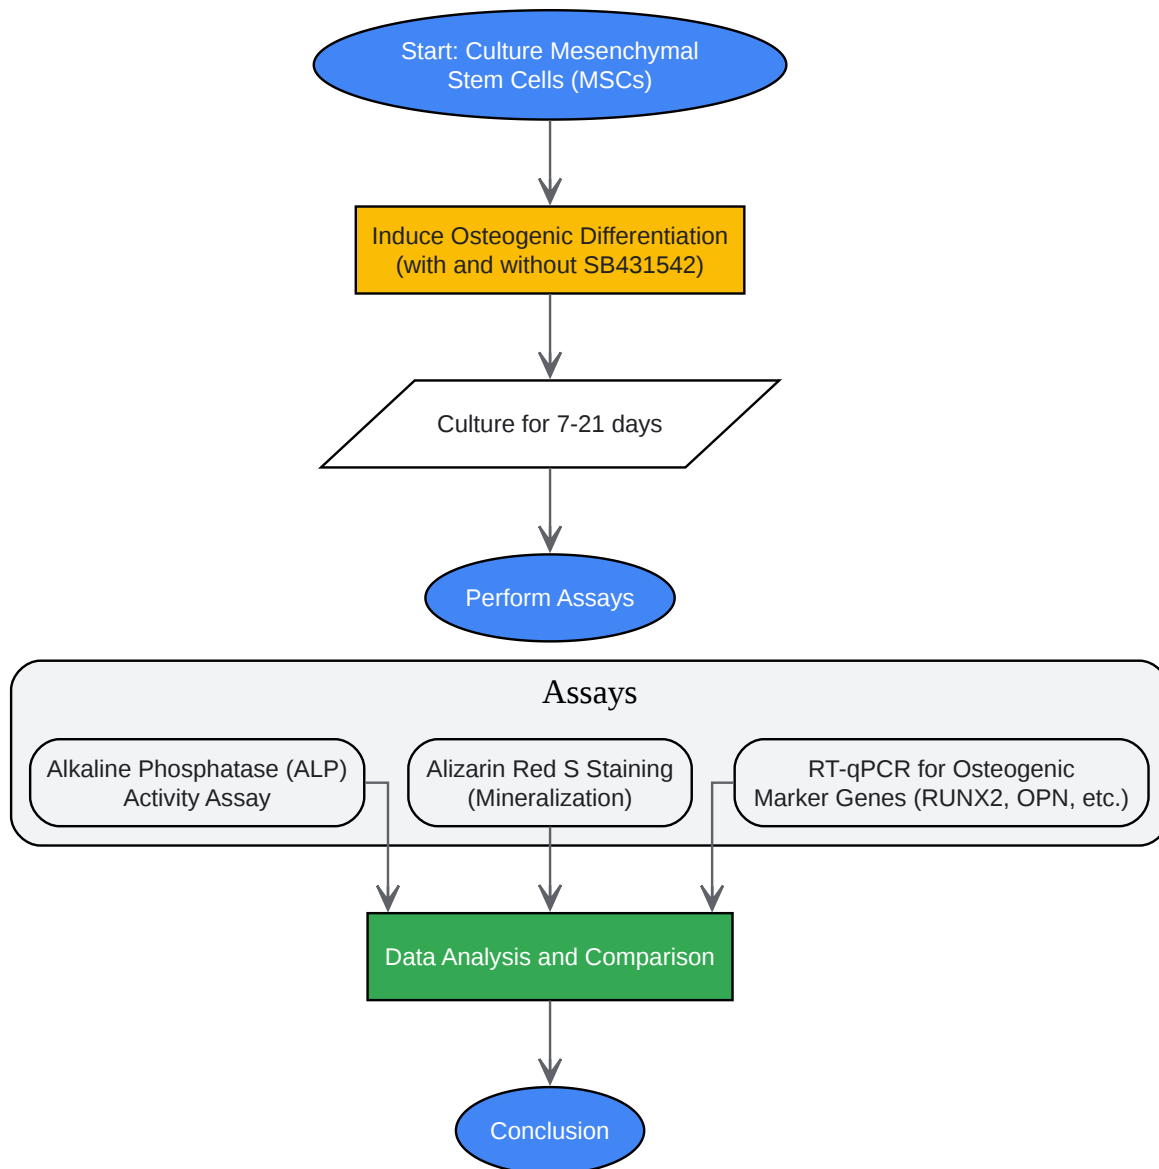 Start: Culture Mesenchymal
Stem Cells (MSCs)
Induce Osteogenic Differentiation
(with and without SB431542)
Culture for 7-21 days
Perform Assays
Assays
Alkaline Phosphatase (ALP)
Activity Assay
Alizarin Red S Staining
(Mineralization)
RT-qPCR for Osteogenic
Marker Genes (RUNX2, OPN, etc.)
Data Analysis and Comparison
Conclusion